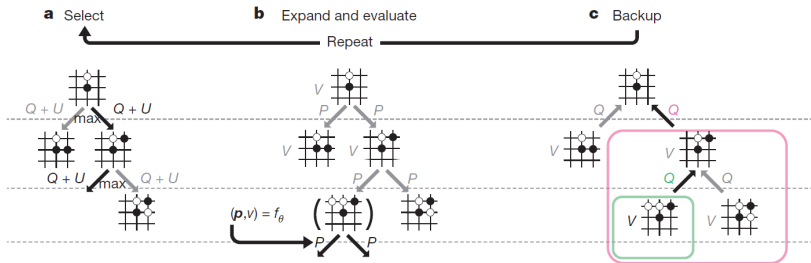 a Select
b Expand and evaluate
c Backup
Repeat
Q + U
max
Q + U
Q + U
max
Q + U
V
P
P
V
V
P
P
(p,v) = fθ
P
P
Q
Q
V
V
Q
Q
V
V